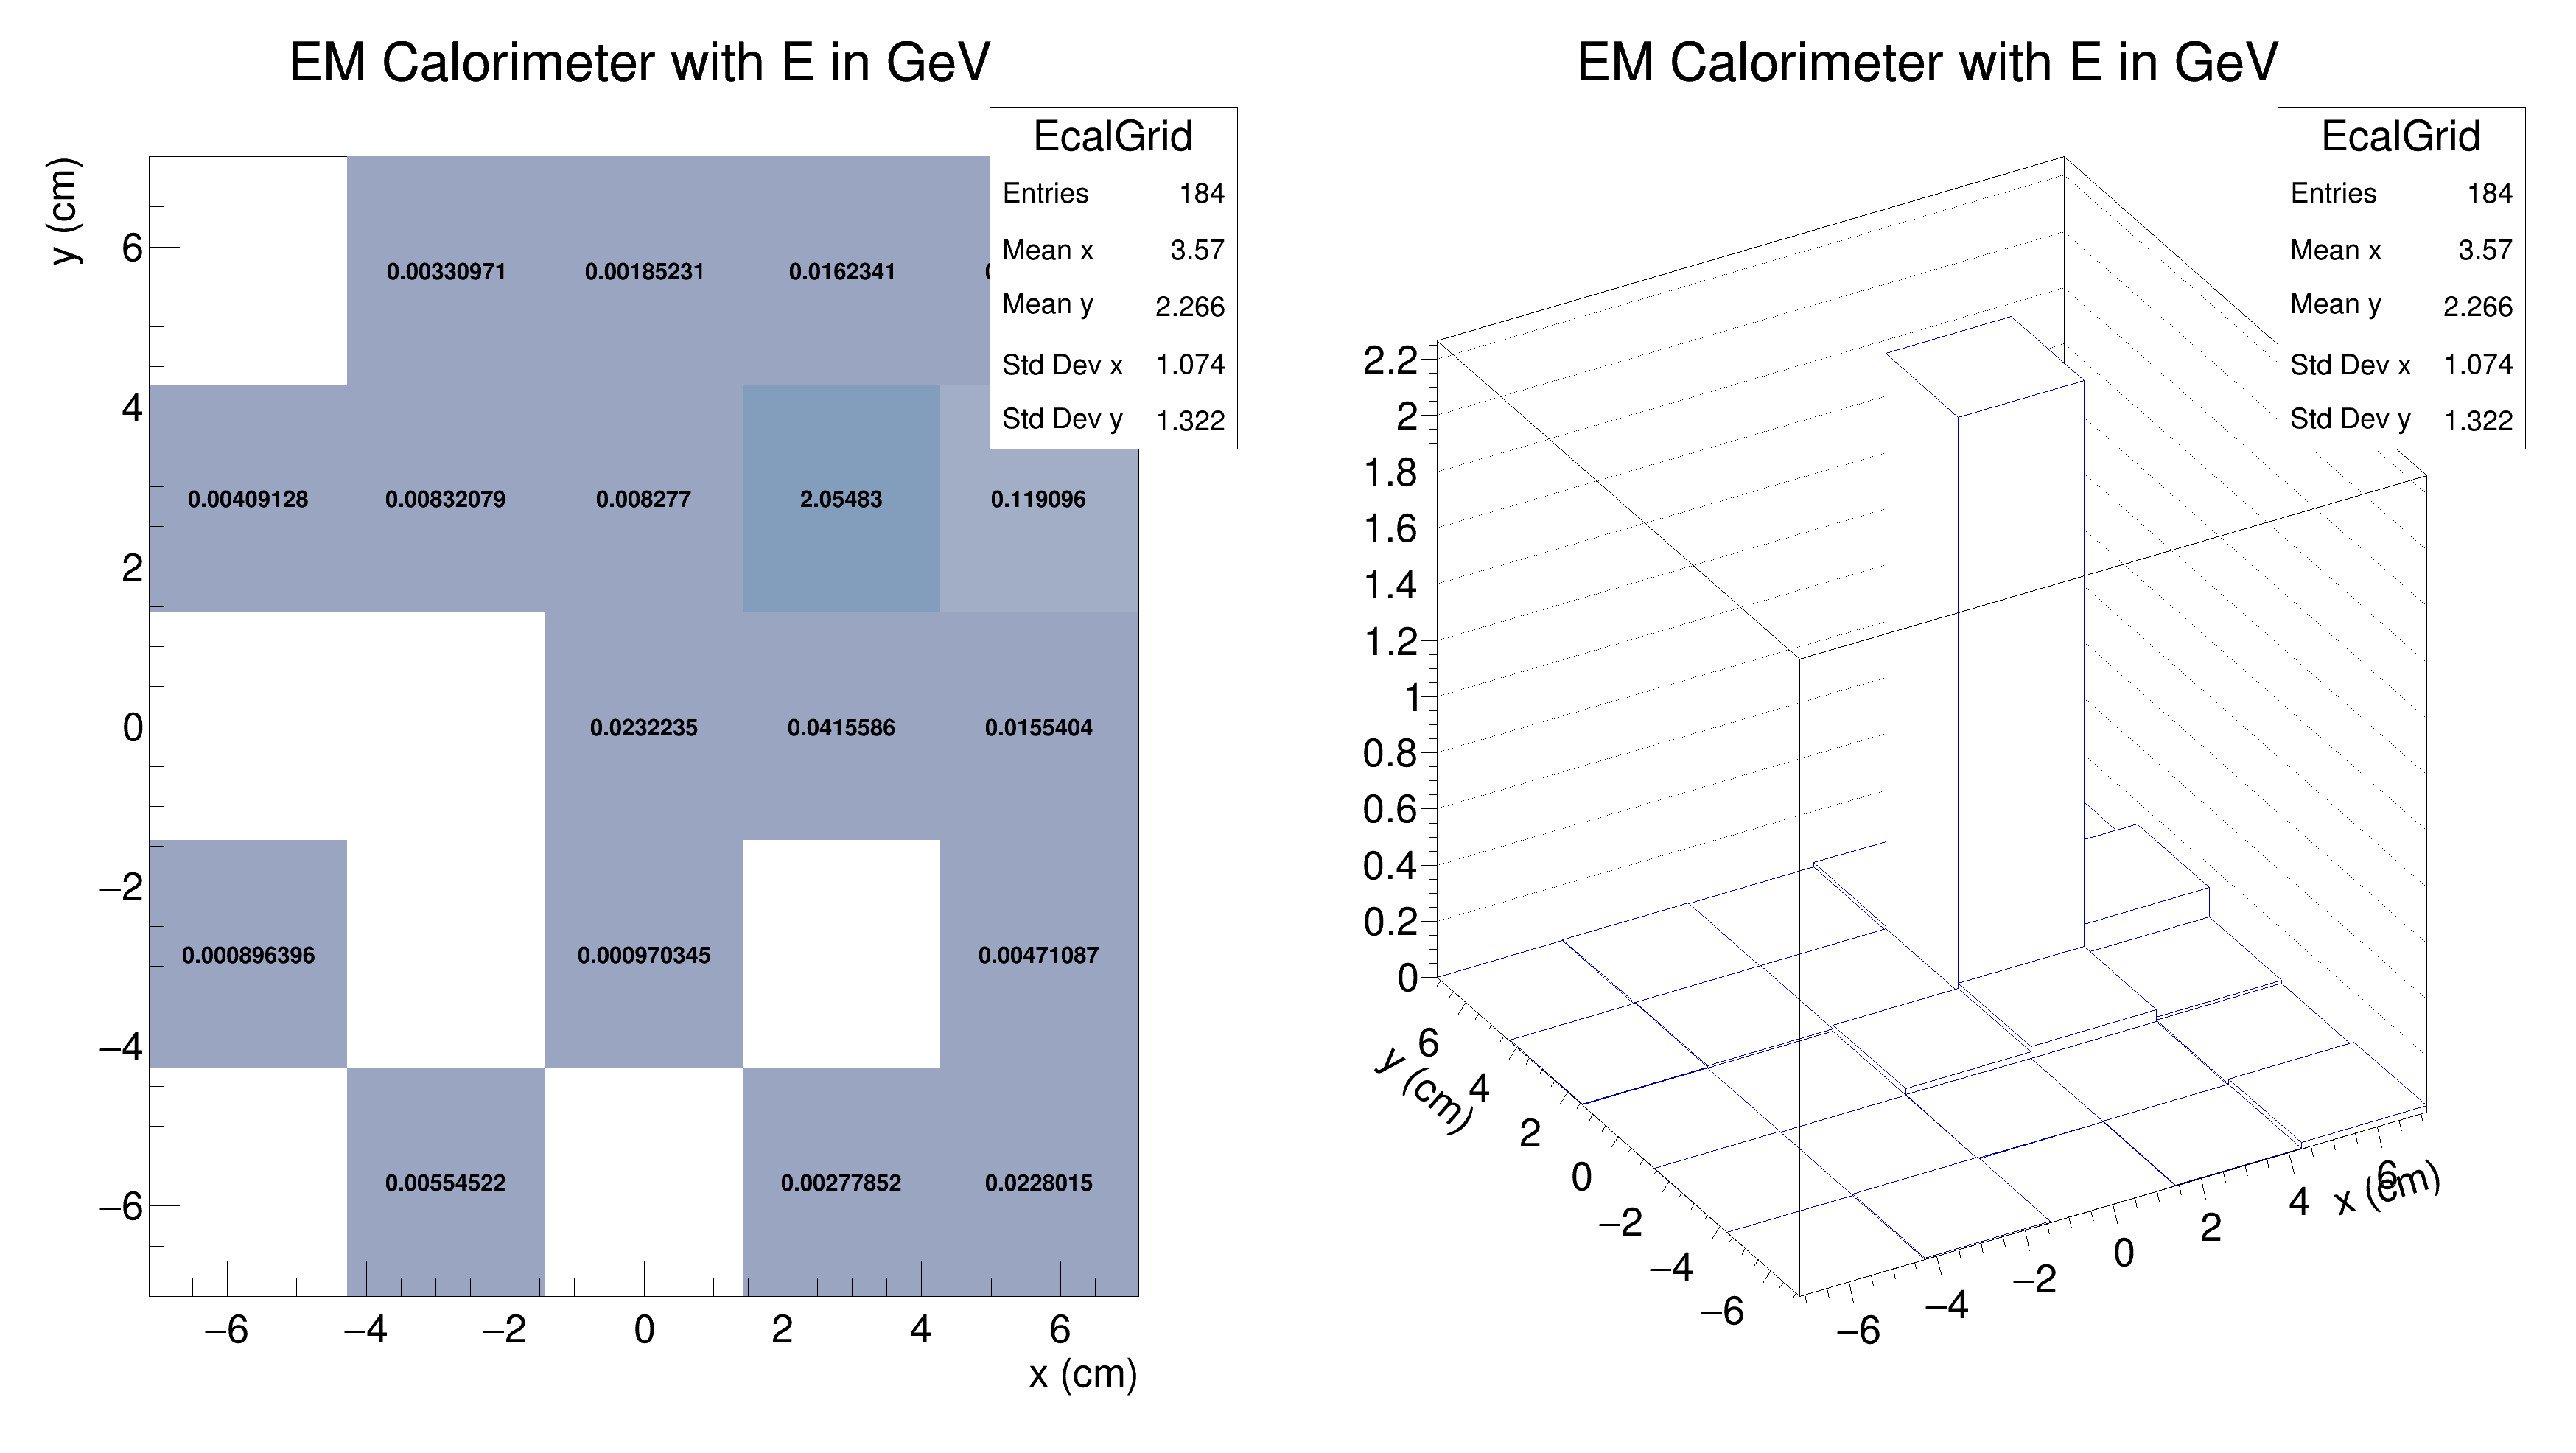 EM Calorimeter with E in GeV
EcalGrid
Entries 184
Mean x 3.57
Mean y 2.266
Std Dev x 1.074
Std Dev y 1.322
y (cm)
6
4
2
0
−2
−4
−6
0.00330971 0.00185231 0.0162341
0.00409128 0.00832079 0.008277 2.05483 0.119096
0.0232235 0.0415586 0.0155404
0.000896396 0.000970345 0.00471087
0.00554522 0.00277852 0.0228015
−6 −4 −2 0 2 4 6
x (cm)
EM Calorimeter with E in GeV
EcalGrid
Entries 184
Mean x 3.57
Mean y 2.266
Std Dev x 1.074
Std Dev y 1.322
2.2
2
1.8
1.6
1.4
1.2
1
0.8
0.6
0.4
0.2
0
6
4
2
0
−2
−4
−6
y (cm)
−6 −4 −2 0 2 4 6
x (cm)